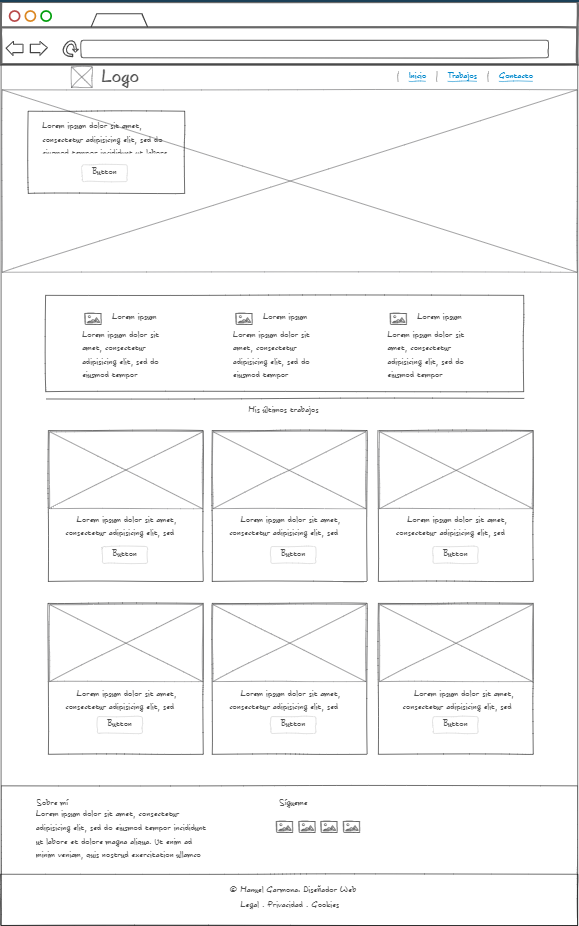 Logo
| Inicio | Trabajos | Contacto
Lorem ipsum dolor sit amet,
consectetur adipisicing elit, sed do
eiusmod tempor incididunt ut labore
Button
Lorem ipsum
Lorem ipsum dolor sit
amet, consectetur
adipisicing elit, sed do
eiusmod tempor
Lorem ipsum
Lorem ipsum dolor sit
amet, consectetur
adipisicing elit, sed do
eiusmod tempor
Lorem ipsum
Lorem ipsum dolor sit
amet, consectetur
adipisicing elit, sed do
eiusmod tempor
Mis últimos trabajos
Lorem ipsum dolor sit amet,
consectetur adipisicing elit, sed
Button
Lorem ipsum dolor sit amet,
consectetur adipisicing elit, sed
Button
Lorem ipsum dolor sit amet,
consectetur adipisicing elit, sed
Button
Lorem ipsum dolor sit amet,
consectetur adipisicing elit, sed
Button
Lorem ipsum dolor sit amet,
consectetur adipisicing elit, sed
Button
Lorem ipsum dolor sit amet,
consectetur adipisicing elit, sed
Button
Sobre mí
Lorem ipsum dolor sit amet, consectetur
adipisicing elit, sed do eiusmod tempor incididunt
ut labore et dolore magna aliqua. Ut enim ad
minim veniam, quis nostrud exercitation ullamco
Sígueme
© Manuel Carmona. Diseñador Web
Legal . Privacidad . Cookies